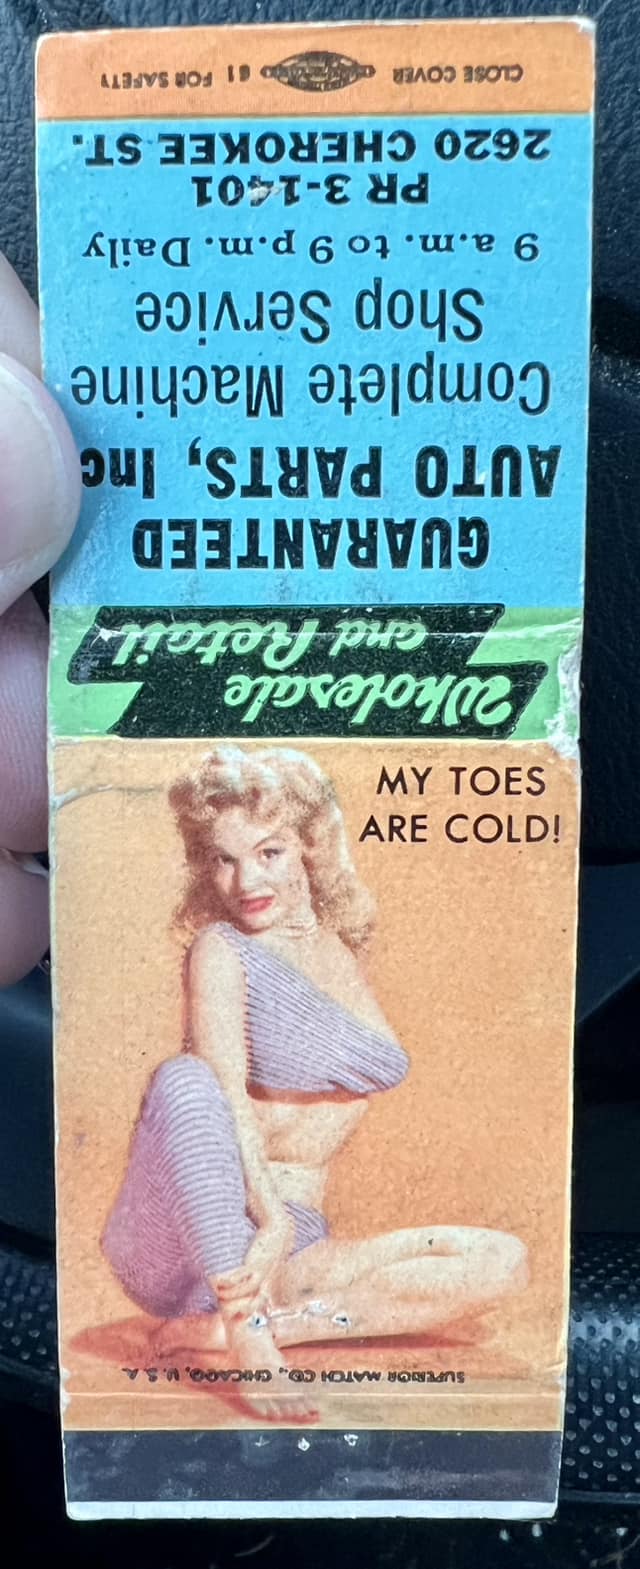 CLOSE COVER 61 FOR SAFETY
2620 CHEROKEE ST.
PR 3-1401
9 a.m. to 9 p.m. Daily
Shop Service
Complete Machine
AUTO PARTS, Inc
GUARANTEED
and Retail
Wholesale
MY TOES
ARE COLD!
SUPERIOR MATCH CO., CHICAGO, U.S.A.